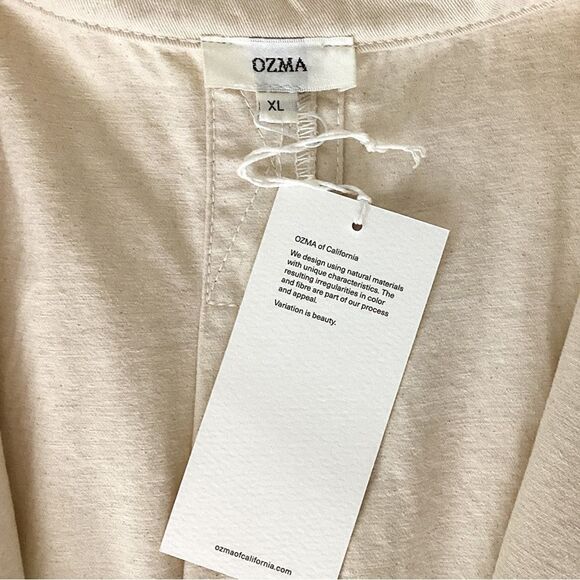 OZMA
XL
OZMA of California
We design using natural materials
with unique characteristics. The
resulting irregularities in color
and fibre are part of our process
and appeal.
Variation is beauty.
ozmaofcalifornia.com